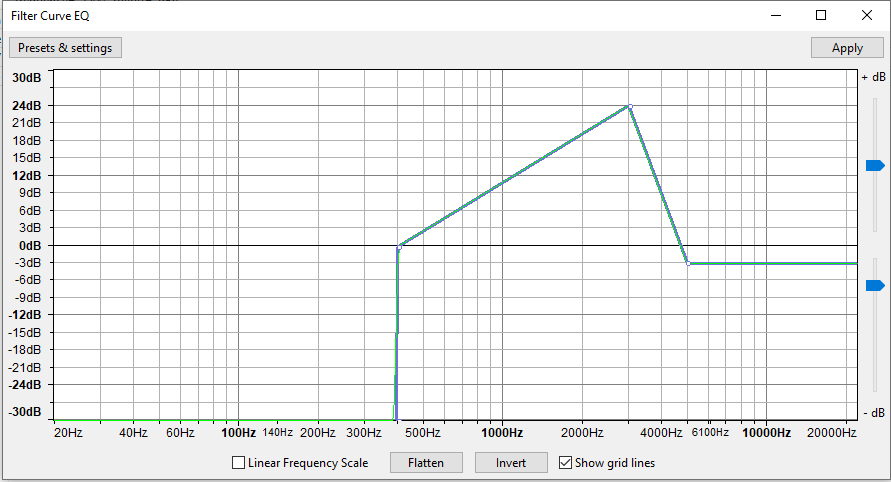 Filter Curve EQ
Presets & settings
Apply
30dB
24dB
21dB
18dB
15dB
12dB
9dB
6dB
3dB
0dB
-3dB
-6dB
-9dB
-12dB
-15dB
-18dB
-21dB
-24dB
-30dB
+ dB
- dB
20Hz 40Hz 60Hz 100Hz 140Hz 200Hz 300Hz 500Hz 1000Hz 2000Hz 4000Hz 6100Hz 10000Hz 20000Hz
Linear Frequency Scale Flatten Invert Show grid lines